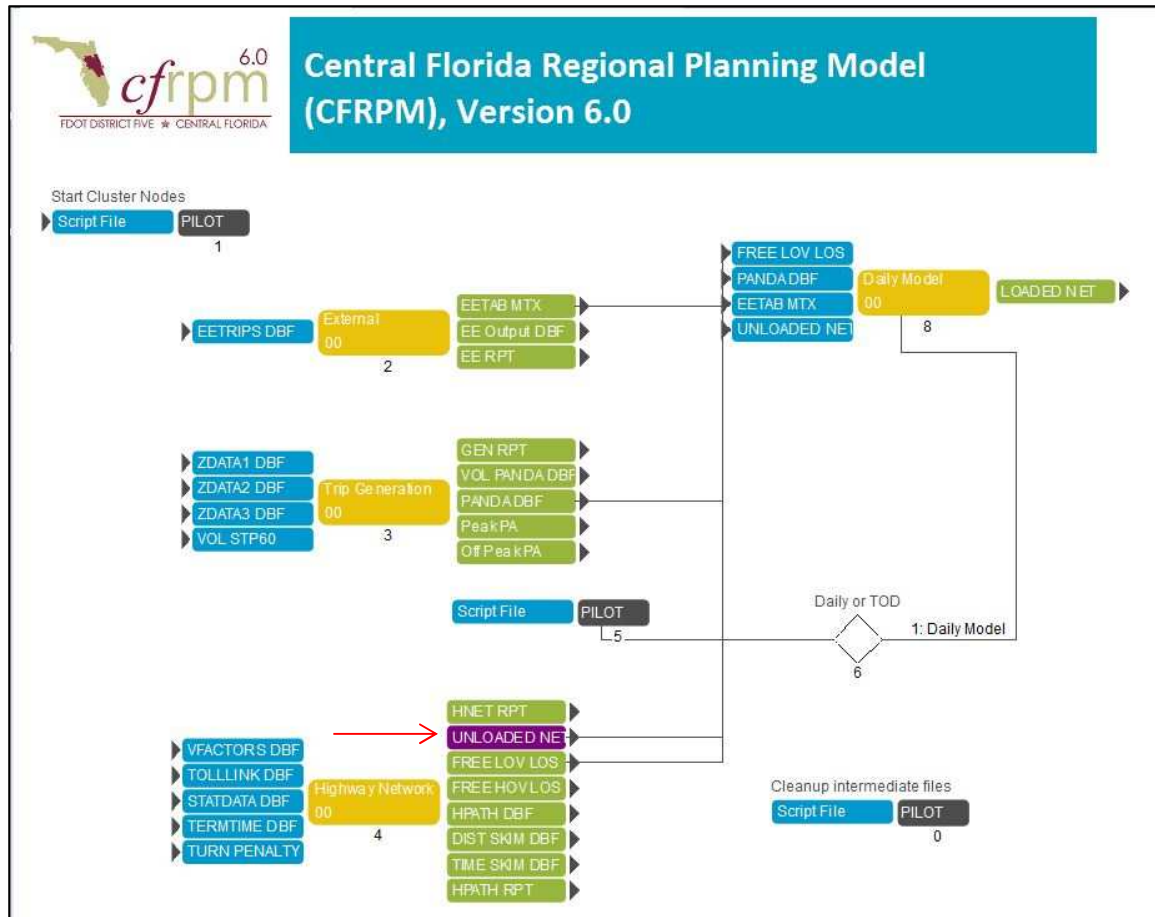 6.0
cfrpm
FDOT DISTRICT FIVE ★ CENTRAL FLORIDA
Central Florida Regional Planning Model
(CFRPM), Version 6.0
Start Cluster Nodes
Script File
PILOT
1
EETRIPS DBF
External
00
2
EETAB MTX
EE Output DBF
EE RPT
FREE LOV LOS
PANDA DBF
EETAB MTX
UNLOADED NET
Daily Model
00
8
LOADED NET
ZDATA1 DBF
ZDATA2 DBF
ZDATA3 DBF
VOL STP60
Trip Generation
00
3
GEN RPT
VOL PANDA DBF
PANDA DBF
PeakPA
Off PeakPA
Script File
PILOT
5
Daily or TOD
6
1: Daily Model
VFACTORS DBF
TOLLLINK DBF
STATDATA DBF
TERMTIME DBF
TURN PENALTY
Highway Network
00
4
HNET RPT
UNLOADED NET
FREE LOV LOS
FREE HOV LOS
HPATH DBF
DIST SKIM DBF
TIME SKIM DBF
HPATH RPT
Cleanup intermediate files
Script File
PILOT
0